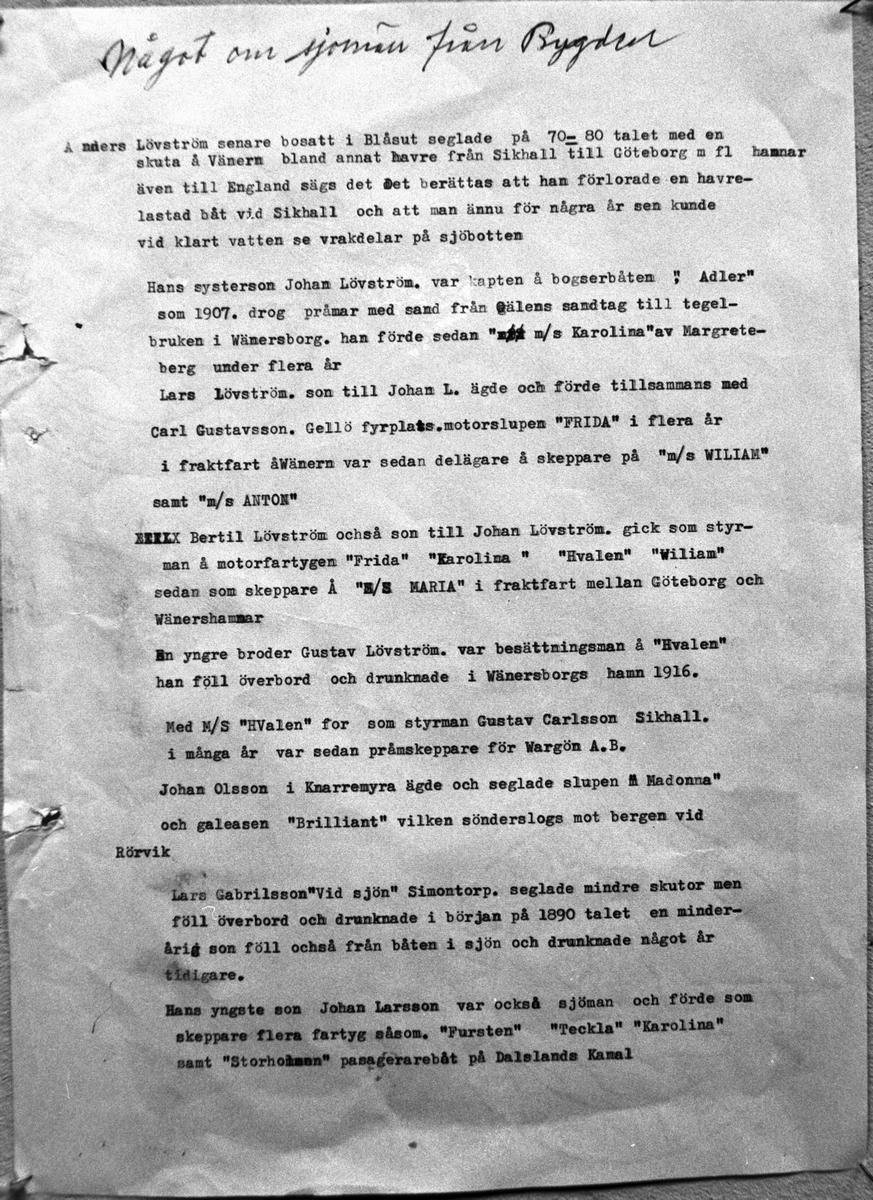 Något om sjömän från Bygden
Anders Lövström senare bosatt i Blåsut seglade på 70- 80 talet med en
skuta å Vänern bland annat havre från Sikhall till Göteborg m fl hamnar
även till England sägs det Det berättas att han förlorade en havre-
lastad båt vid Sikhall och att man ännu för några år sen kunde
vid klart vatten se vrakdelar på sjöbotten
Hans systerson Johan Lövström. var kapten å bogserbåten " Adler"
som 1907. drog pråmar med sand från Gälens sandtag till tegel-
bruken i Wänersborg. han förde sedan " m/s Karolina"av Margrete-
berg under flera år
Lars Lövström. son till Johan L. ägde och förde tillsammans med
Carl Gustavsson. Gellö fyrplats.motorslupen "FRIDA" i flera år
i fraktfart åWänern var sedan delägare å skeppare på "m/s WILIAM"
samt "m/s ANTON"
Bertil Lövström ochså son till Johan Lövström. gick som styr-
man å motorfartygen "Frida" "Karolina " "Hvalen" "Wiliam"
sedan som skeppare Å "M/S MARIA" i fraktfart mellan Göteborg och
Wänershamnar
En yngre broder Gustav Lövström. var besättningsman å "Hvalen"
han föll överbord och drunknade i Wänersborgs hamn 1916.
Med M/S "HValen" for som styrman Gustav Carlsson Sikhall.
i många år var sedan pråmskeppare för Wargön A.B.
Johan Olsson i Knarremyra ägde och seglade slupen " Madonna"
och galeasen "Brilliant" vilken sönderslogs mot bergen vid
Rörvik
Lars Gabrilsson"Vid sjön" Simontorp. seglade mindre skutor men
föll överbord och drunknade i början på 1890 talet en minder-
årig son föll ochså från båten i sjön och drunknade något år
tidigare.
Hans yngste son Johan Larsson var också sjöman och förde som
skeppare flera fartyg såsom. "Fursten" "Teckla" "Karolina"
samt "Storholmen" pasagerarebåt på Dalslands Kanal